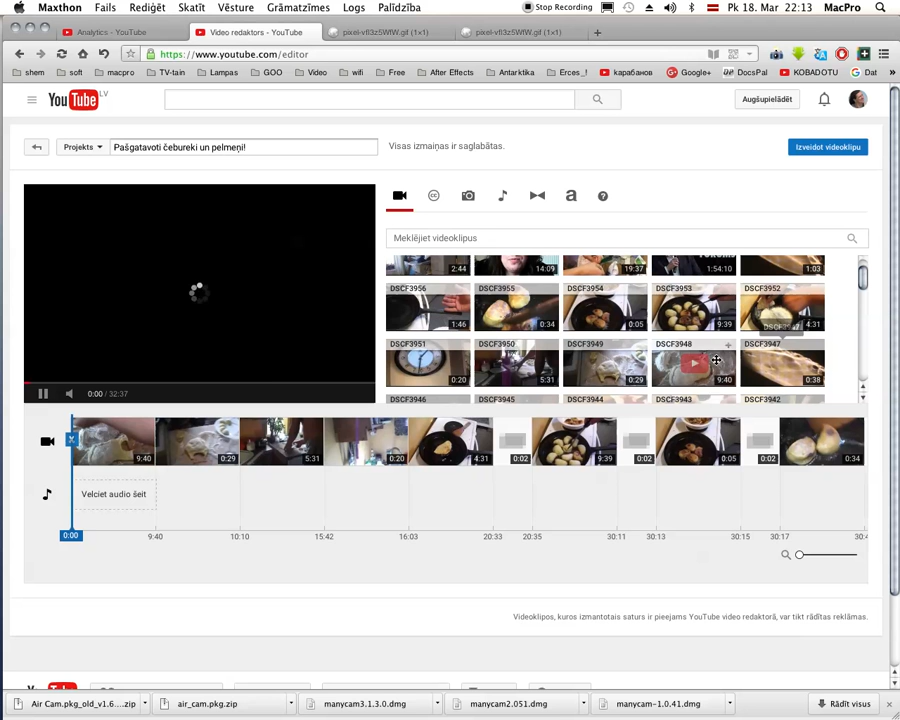 Maxthon Fails Rediģēt Skatīt Vēsture Grāmatzīmes Logs Palīdzība Stop Recording Pk 18. Mar 22:13 MacPro
Analytics - YouTube Video redaktors - YouTube pixel-vfl3z5WfW.gif (1×1) pixel-vfl3z5WfW.gif (1×1)
https://www.youtube.com/editor
shem soft macpro TV-tain Lampas GOO Video wifi Free After Effects Antarktika Erces_! карабанов Google+ DocsPal KOBADOTU Dat
YouTube LV Augšupielādēt
Projekts Pašgatavoti čebureki un pelmeņi! Visas izmaiņas ir saglabātas. Izveidot videoklipu
Meklējiet videoklipus
2:44 14:09 19:37 1:54:10 1:03
DSCF3956 DSCF3955 DSCF3954 DSCF3953 DSCF3952
1:46 0:34 0:05 9:39 4:31
DSCF3951 DSCF3950 DSCF3949 DSCF3948 DSCF3947
0:20 5:31 0:29 9:40 0:38
DSCF3946 DSCF3945 DSCF3944 DSCF3943 DSCF3942
0:00 / 32:37
9:40 0:29 5:31 0:20 4:31 0:02 9:39 0:02 0:05 0:02 0:34
Velciet audio šeit
0:00 9:40 10:10 15:42 16:03 20:33 20:35 30:11 30:13 30:15 30:17
Videoklipos, kuros izmantotais saturs ir pieejams YouTube video redaktorā, var tikt rādītas reklāmas.
Air Cam.pkg_old_v1.6....zip air_cam.pkg.zip manycam3.1.3.0.dmg manycam2.051.dmg manycam-1.0.41.dmg Rādīt visus